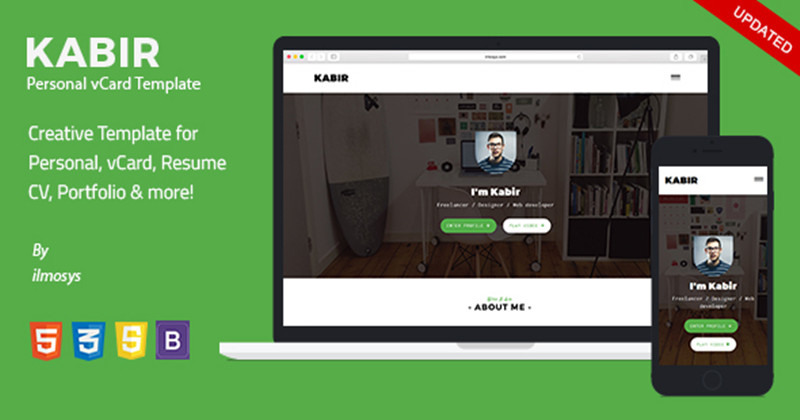 KABIR
Personal vCard Template
Creative Template for
Personal, vCard, Resume
CV, Portfolio & more!
By
ilmosys
5
3
S
B
UPDATED
KABIR
I'm Kabir
Freelancer / Designer / Web developer
ENTER PROFILE
PLAY VIDEO
- ABOUT ME -
KABIR
I'm Kabir
Freelancer / Designer / Web
developer
ENTER PROFILE
PLAY VIDEO